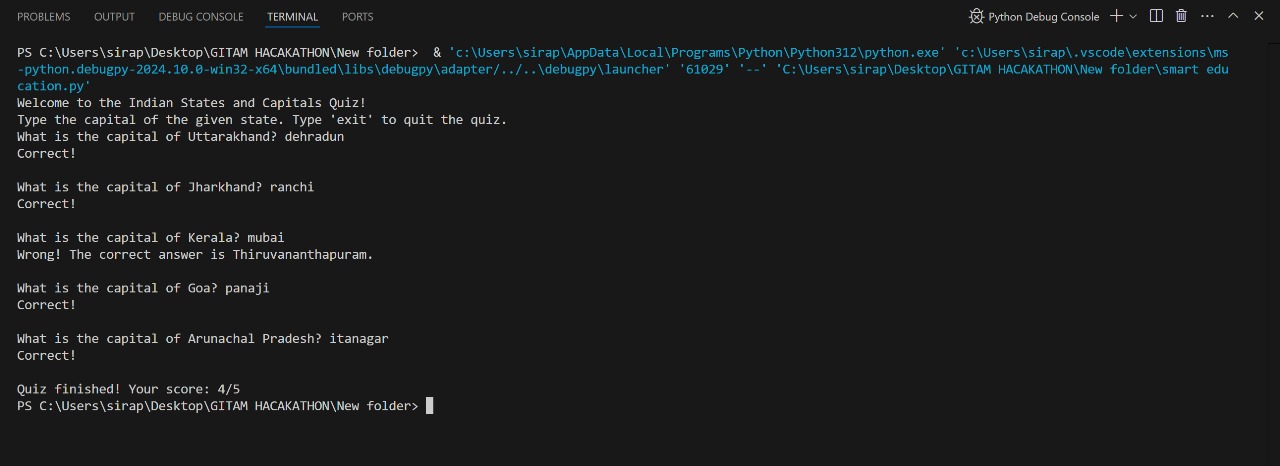 PROBLEMS OUTPUT DEBUG CONSOLE TERMINAL PORTS Python Debug Console
PS C:\Users\sirap\Desktop\GITAM HACAKATHON\New folder>  & 'c:\Users\sirap\AppData\Local\Programs\Python\Python312\python.exe' 'c:\Users\sirap\.vscode\extensions\ms
-python.debugpy-2024.10.0-win32-x64\bundled\libs\debugpy\adapter/../..\debugpy\launcher' '61029' '--' 'C:\Users\sirap\Desktop\GITAM HACAKATHON\New folder\smart edu
cation.py'
Welcome to the Indian States and Capitals Quiz!
Type the capital of the given state. Type 'exit' to quit the quiz.
What is the capital of Uttarakhand? dehradun
Correct!
What is the capital of Jharkhand? ranchi
Correct!
What is the capital of Kerala? mubai
Wrong! The correct answer is Thiruvananthapuram.
What is the capital of Goa? panaji
Correct!
What is the capital of Arunachal Pradesh? itanagar
Correct!
Quiz finished! Your score: 4/5
PS C:\Users\sirap\Desktop\GITAM HACAKATHON\New folder>